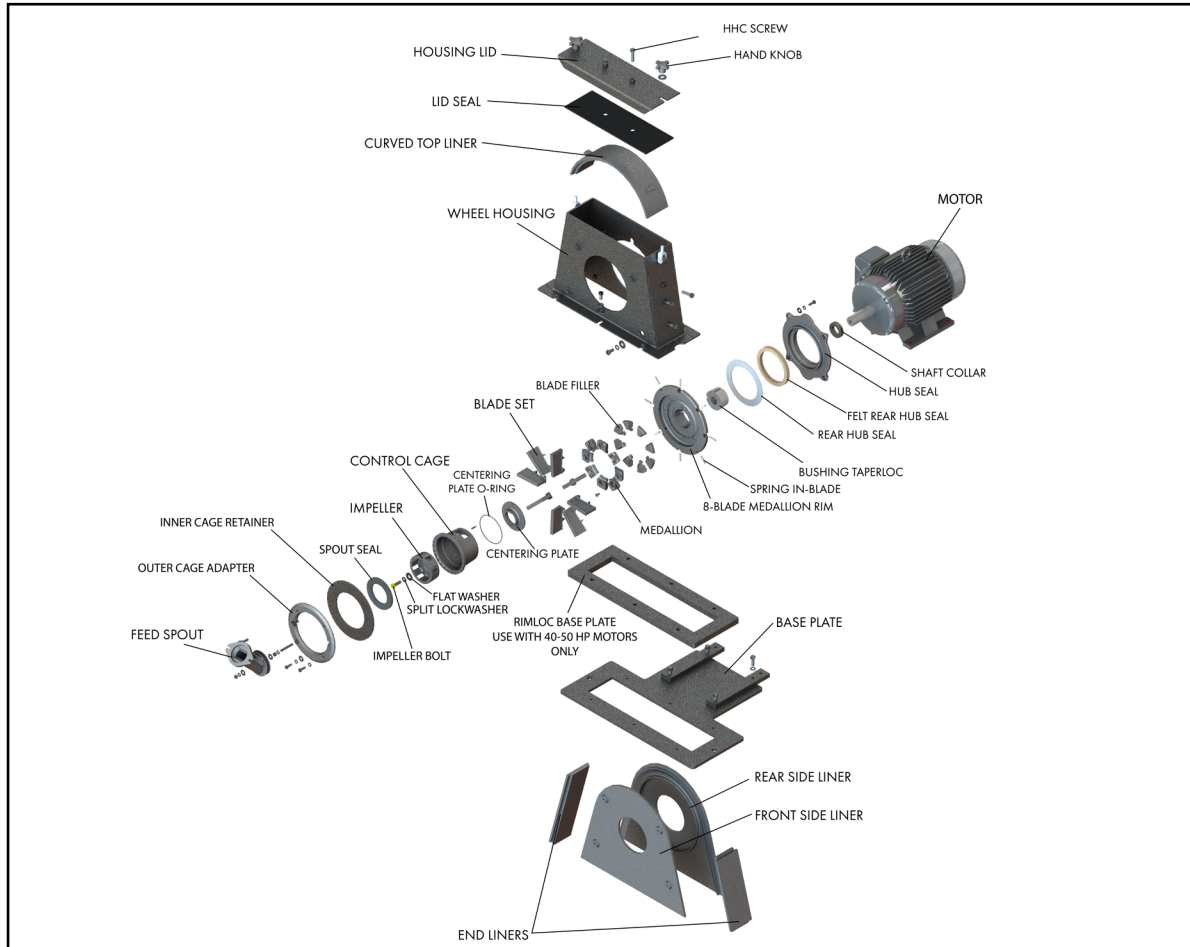 HHC SCREW
HOUSING LID
HAND KNOB
LID SEAL
CURVED TOP LINER
WHEEL HOUSING
MOTOR
SHAFT COLLAR
HUB SEAL
FELT REAR HUB SEAL
REAR HUB SEAL
BLADE FILLER
BLADE SET
BUSHING TAPERLOC
SPRING IN-BLADE
8-BLADE MEDALLION RIM
CONTROL CAGE
CENTERING
PLATE O-RING
MEDALLION
IMPELLER
CENTERING PLATE
INNER CAGE RETAINER
SPOUT SEAL
OUTER CAGE ADAPTER
FLAT WASHER
SPLIT LOCKWASHER
FEED SPOUT
IMPELLER BOLT
RIMLOC BASE PLATE
USE WITH 40-50 HP MOTORS
ONLY
BASE PLATE
REAR SIDE LINER
FRONT SIDE LINER
END LINERS